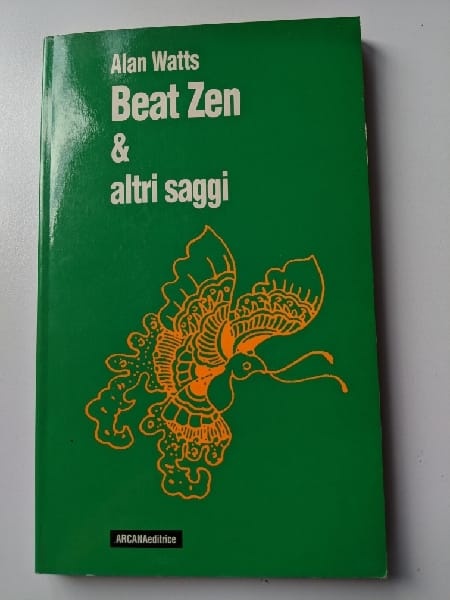 Alan Watts
Beat Zen
&
altri saggi
ARCANAeditrice